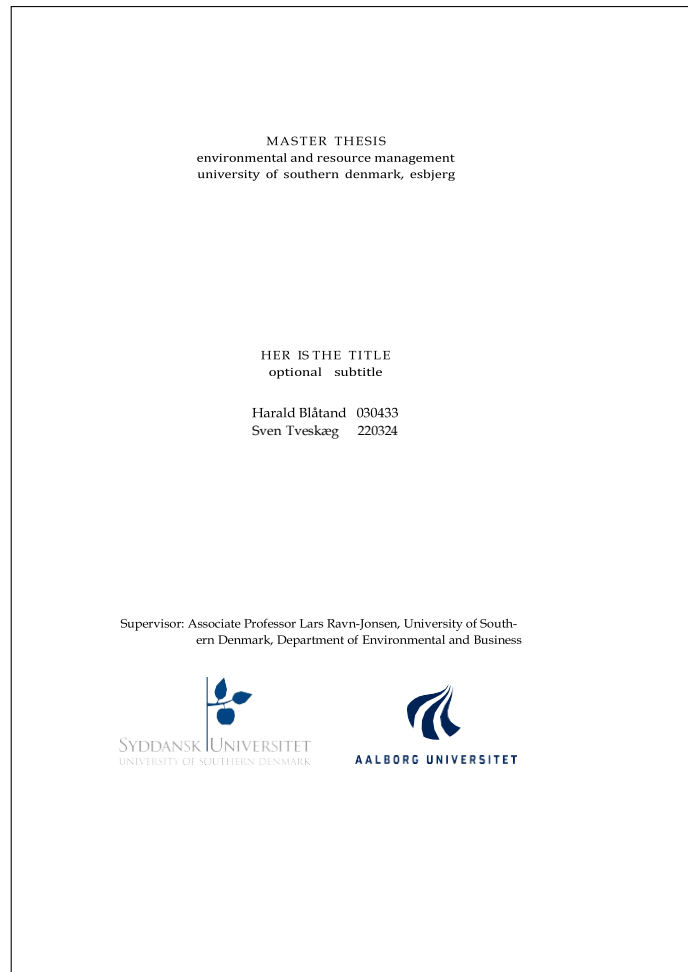 MASTER THESIS
environmental and resource management
university of southern denmark, esbjerg
HER IS THE TITLE
optional subtitle
Harald Blåtand 030433
Sven Tveskæg 220324
Supervisor: Associate Professor Lars Ravn-Jonsen, University of South-
ern Denmark, Department of Environmental and Business
SYDDANSK UNIVERSITET
UNIVERSITY OF SOUTHERN DENMARK
AALBORG UNIVERSITET